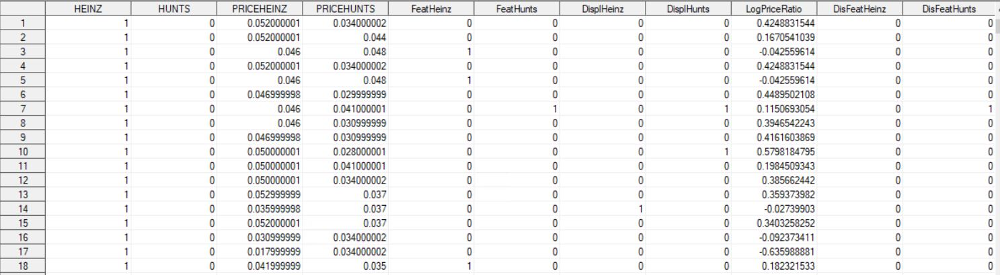 HEINZ HUNTS PRICEHEINZ PRICEHUNTS FeatHeinz FeatHunts DisplHeinz DisplHunts LogPriceRatio DisFeatHeinz DisFeatHunts
1 1 0 0.052000001 0.034000002 0 0 0 0 0.4248831544 0 0
2 1 0 0.052000001 0.044 0 0 0 0 0.1670541039 0 0
3 1 0 0.046 0.048 1 0 0 0 -0.042559614 0 0
4 1 0 0.052000001 0.034000002 0 0 0 0 0.4248831544 0 0
5 1 0 0.046 0.048 1 0 0 0 -0.042559614 0 0
6 1 0 0.046999998 0.029999999 0 0 0 0 0.4489502108 0 0
7 1 0 0.046 0.041000001 0 1 0 1 0.1150693054 0 1
8 1 0 0.046 0.030999999 0 0 0 0 0.3946542243 0 0
9 1 0 0.046999998 0.030999999 0 0 0 0 0.4161603869 0 0
10 1 0 0.050000001 0.028000001 0 0 0 1 0.5798184795 0 0
11 1 0 0.050000001 0.041000001 0 0 0 0 0.1984509343 0 0
12 1 0 0.050000001 0.034000002 0 0 0 0 0.385662442 0 0
13 1 0 0.052999999 0.037 0 0 0 0 0.359373982 0 0
14 1 0 0.035999998 0.037 0 0 1 0 -0.02739903 0 0
15 1 0 0.052000001 0.037 0 0 0 0 0.3403258252 0 0
16 1 0 0.030999999 0.034000002 0 0 0 0 -0.092373411 0 0
17 1 0 0.017999999 0.034000002 0 0 0 0 -0.635988881 0 0
18 1 0 0.041999999 0.035 1 0 0 0 0.182321533 0 0